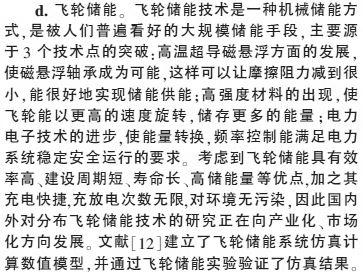 d. 飞轮储能。飞轮储能技术是一种机械储能方
式,是被人们普遍看好的大规模储能手段,主要源
于3个技术点的突破:高温超导磁悬浮方面的发展,
使磁悬浮轴承成为可能,这样可以让摩擦阻力减到很
小,能很好地实现储能供能;高强度材料的出现,使
飞轮能以更高的速度旋转,储存更多的能量;电力
电子技术的进步,使能量转换,频率控制能满足电力
系统稳定安全运行的要求。考虑到飞轮储能具有效
率高、建设周期短、寿命长、高储能量等优点,加之其
充电快捷,充放电次数无限,对环境无污染,因此国内
外对分布飞轮储能技术的研究正在向产业化、市场
化方向发展。文献[12]建立了飞轮储能系统仿真计
算数值模型,并通过飞轮储能实验验证了仿真结果。